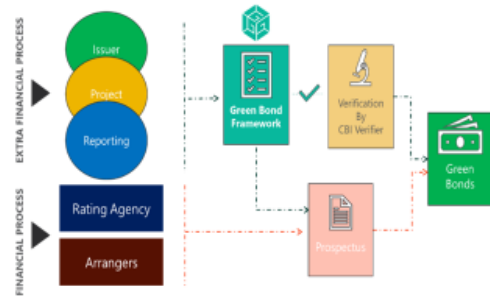 EXTRA FINANCIAL PROCESS
Issuer
Project
Reporting
Green Bond
Framework
Verification
By
CBI Verifier
Green
Bonds
FINANCIAL PROCESS
Rating Agency
Arrangers
Prospectus